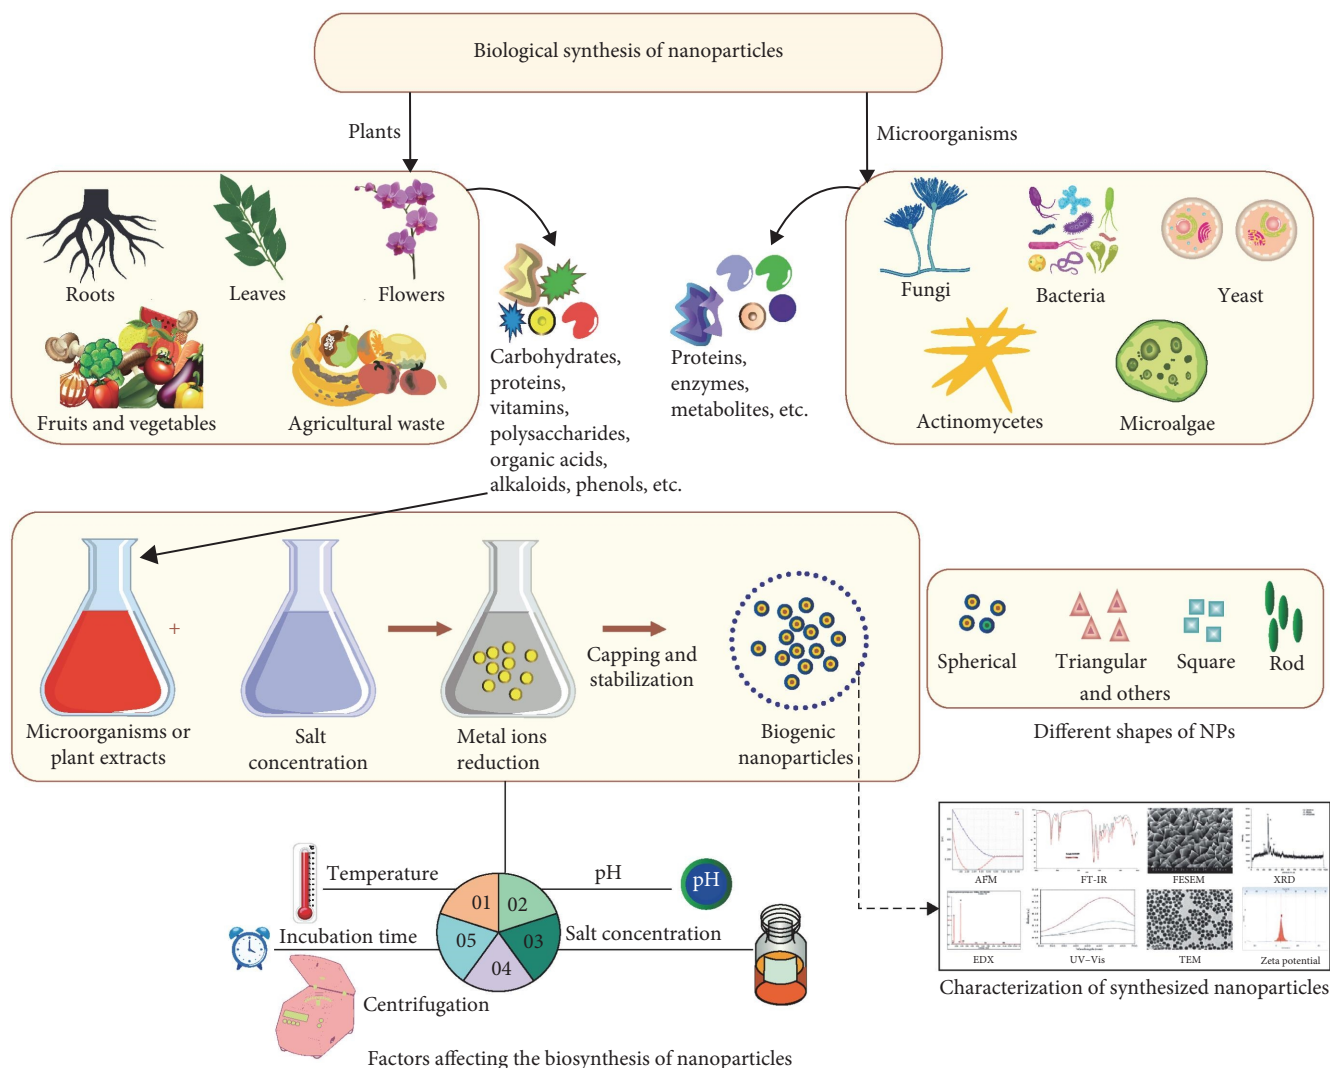 Biological synthesis of nanoparticles
Plants
Microorganisms
Roots
Leaves
Flowers
Fruits and vegetables
Agricultural waste
Carbohydrates,
proteins,
vitamins,
polysaccharides,
organic acids,
alkaloids, phenols, etc.
Proteins,
enzymes,
metabolites, etc.
Fungi
Bacteria
Yeast
Actinomycetes
Microalgae
+
Microorganisms or
plant extracts
Salt
concentration
Metal ions
reduction
Capping and
stabilization
Biogenic
nanoparticles
Spherical
Triangular
Square
Rod
and others
Different shapes of NPs
Temperature
pH
pH
01
02
03
04
05
Incubation time
Salt concentration
Centrifugation
Factors affecting the biosynthesis of nanoparticles
AFM
FT-IR
FESEM
XRD
EDX
UV–Vis
TEM
Zeta potential
Characterization of synthesized nanoparticles